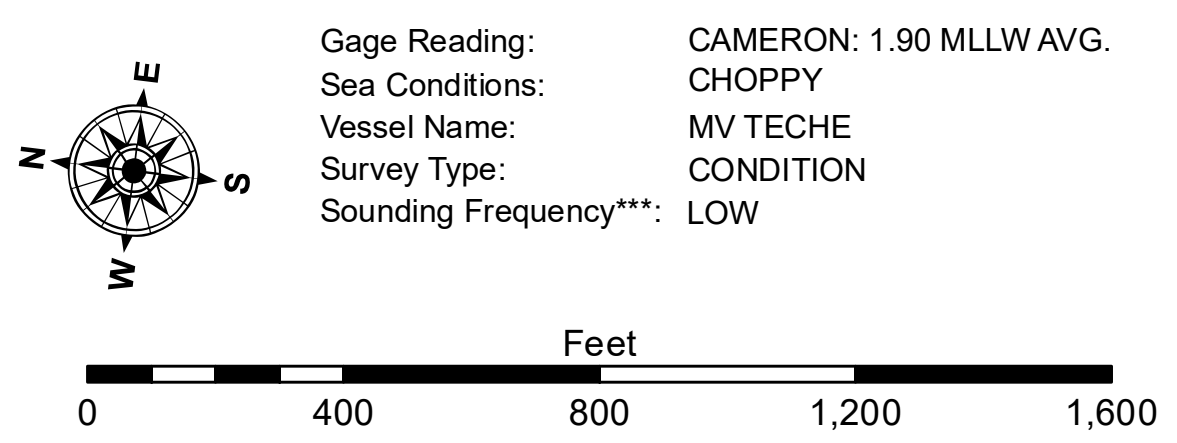 E
N
S
W
Gage Reading: CAMERON: 1.90 MLLW AVG.
Sea Conditions: CHOPPY
Vessel Name: MV TECHE
Survey Type: CONDITION
Sounding Frequency***: LOW
Feet
0 400 800 1,200 1,600